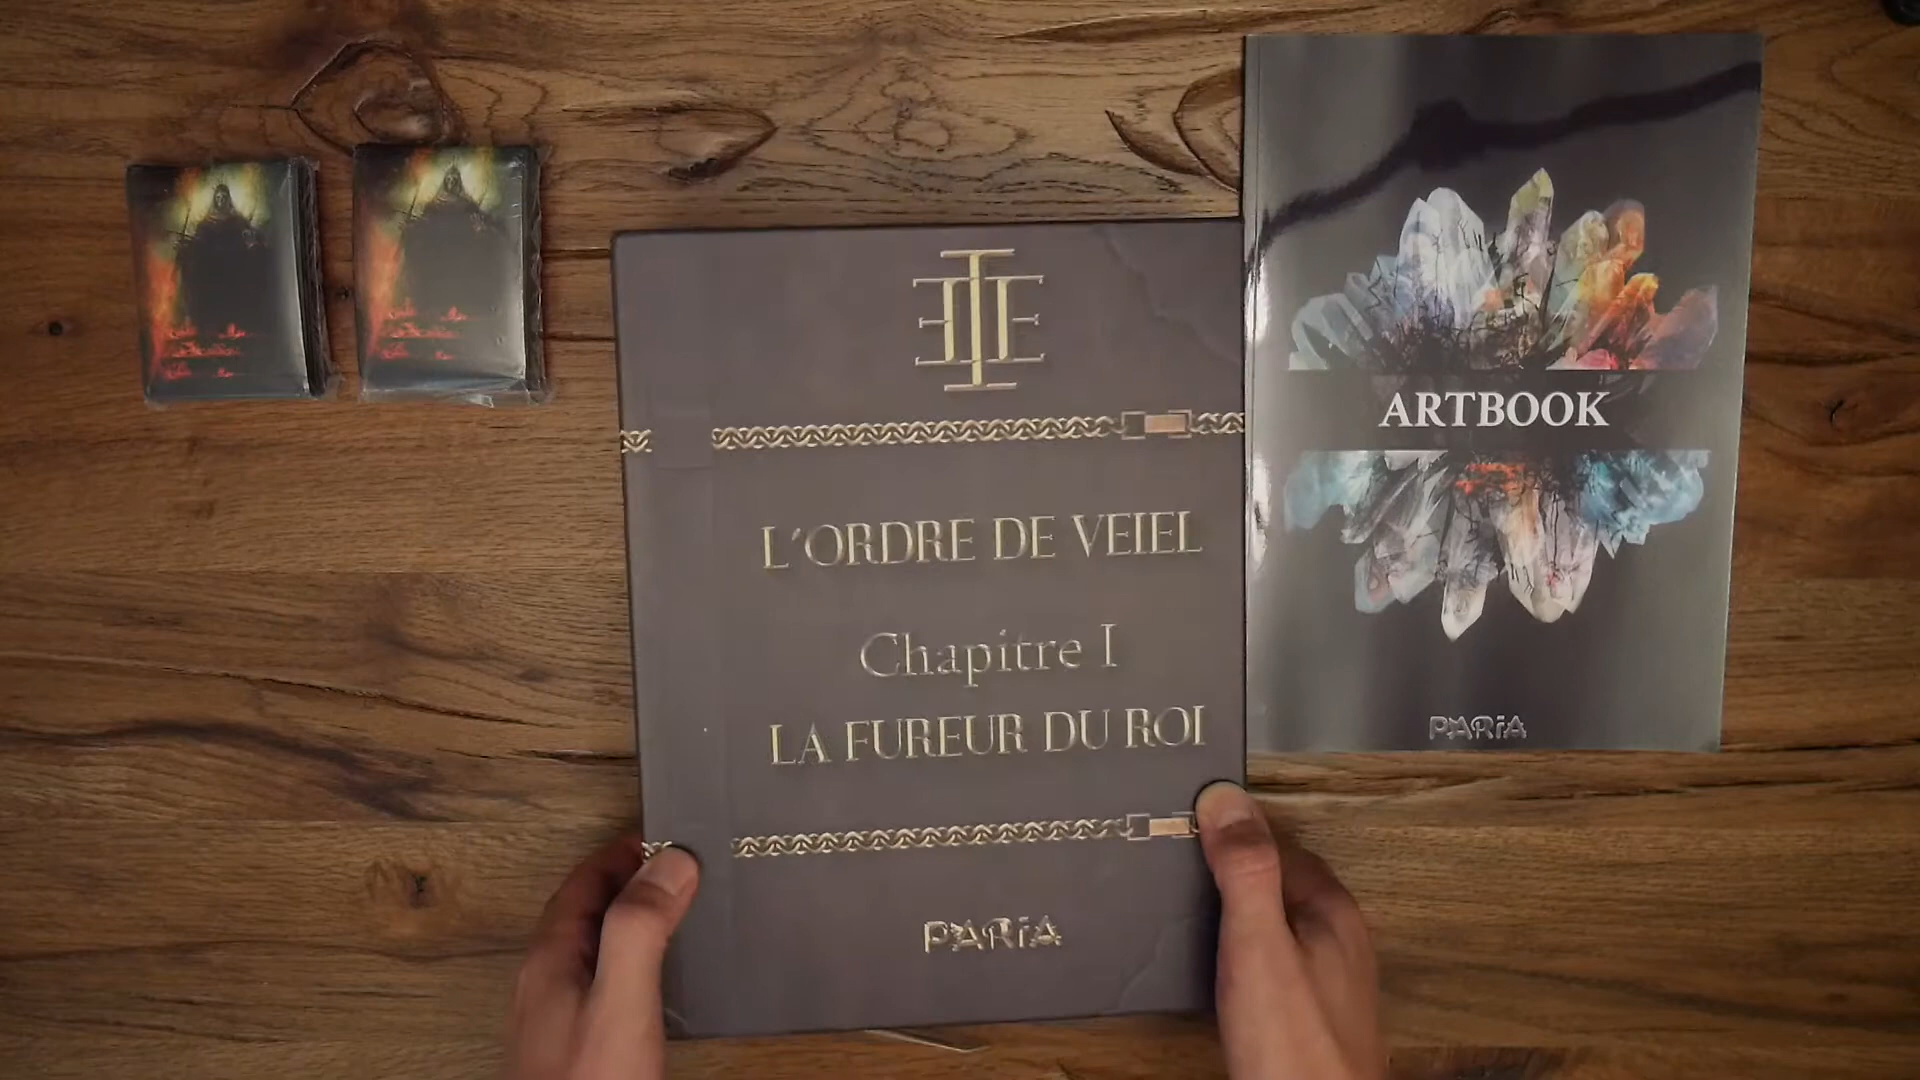 L'ORDRE DE VEIEL
Chapitre I
LA FUREUR DU ROI
PARiA
ARTBOOK
PARiA